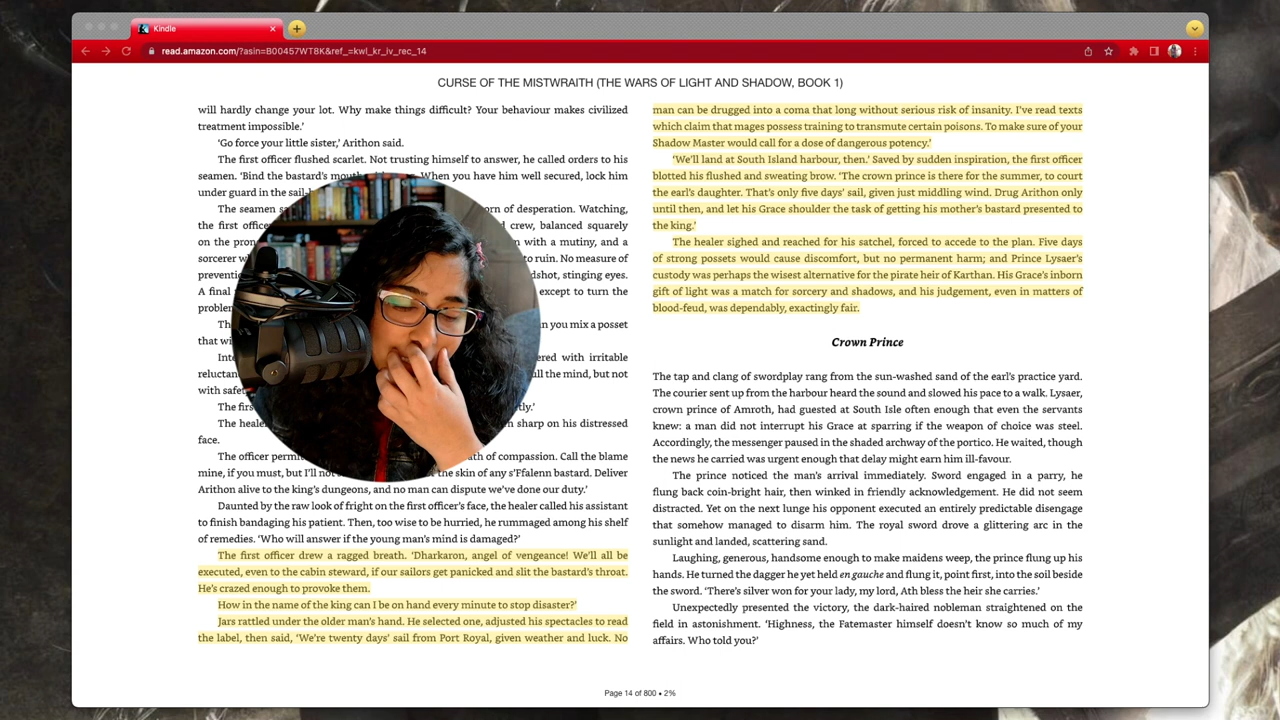 Kindle
read.amazon.com/?asin=B00457WT8K&ref_=kwl_kr_iv_rec_14
CURSE OF THE MISTWRAITH (THE WARS OF LIGHT AND SHADOW, BOOK 1)
will hardly change your lot. Why make things difficult? Your behaviour makes civilized
treatment impossible.’
‘Go force your little sister,’ Arithon said.
The first officer flushed scarlet. Not trusting himself to answer, he called orders to his
seamen. ‘Bind the bastard’s When you have him well secured, lock him
under guard in the
The seamen of desperation. Watching,
the first crew, balanced squarely
on the with a mutiny, and a
sorcerer to ruin. No measure of
stinging eyes.
A final except to turn the
you mix a posset
that
with irritable
the mind, but not
with
The
The sharp on his distressed
face.
The officer of compassion. Call the blame
mine, if you must, but I’ll the skin of any s’Ffalenn bastard. Deliver
Arithon alive to the king’s dungeons, and no man can dispute we’ve done our duty.’
Daunted by the raw look of fright on the first officer’s face, the healer called his assistant
to finish bandaging his patient. Then, too wise to be hurried, he rummaged among his shelf
of remedies. ‘Who will answer if the young man’s mind is damaged?’
The first officer drew a ragged breath. ‘Dharkaron, angel of vengeance! We’ll all be
executed, even to the cabin steward, if our sailors get panicked and slit the bastard’s throat.
He’s crazed enough to provoke them.
How in the name of the king can I be on hand every minute to stop disaster?’
Jars rattled under the older man’s hand. He selected one, adjusted his spectacles to read
the label, then said, ‘We’re twenty days’ sail from Port Royal, given weather and luck. No
man can be drugged into a coma that long without serious risk of insanity. I’ve read texts
which claim that mages possess training to transmute certain poisons. To make sure of your
Shadow Master would call for a dose of dangerous potency.’
‘We’ll land at South Island harbour, then.’ Saved by sudden inspiration, the first officer
blotted his flushed and sweating brow. ‘The crown prince is there for the summer, to court
the earl’s daughter. That’s only five days’ sail, given just middling wind. Drug Arithon only
until then, and let his Grace shoulder the task of getting his mother’s bastard presented to
the king.’
The healer sighed and reached for his satchel, forced to accede to the plan. Five days
of strong possets would cause discomfort, but no permanent harm; and Prince Lysaer’s
custody was perhaps the wisest alternative for the pirate heir of Karthan. His Grace’s inborn
gift of light was a match for sorcery and shadows, and his judgement, even in matters of
blood-feud, was dependably, exactingly fair.
Crown Prince
The tap and clang of swordplay rang from the sun-washed sand of the earl’s practice yard.
The courier sent up from the harbour heard the sound and slowed his pace to a walk. Lysaer,
crown prince of Amroth, had guested at South Isle often enough that even the servants
knew: a man did not interrupt his Grace at sparring if the weapon of choice was steel.
Accordingly, the messenger paused in the shaded archway of the portico. He waited, though
the news he carried was urgent enough that delay might earn him ill-favour.
The prince noticed the man’s arrival immediately. Sword engaged in a parry, he
flung back coin-bright hair, then winked in friendly acknowledgement. He did not seem
distracted. Yet on the next lunge his opponent executed an entirely predictable disengage
that somehow managed to disarm him. The royal sword drove a glittering arc in the
sunlight and landed, scattering sand.
Laughing, generous, handsome enough to make maidens weep, the prince flung up his
hands. He turned the dagger he yet held en gauche and flung it, point first, into the soil beside
the sword. ‘There’s silver won for your lady, my lord, Ath bless the heir she carries.’
Unexpectedly presented the victory, the dark-haired nobleman straightened on the
field in astonishment. ‘Highness, the Fatemaster himself doesn’t know so much of my
affairs. Who told you?’
Page 14 of 800 • 2%